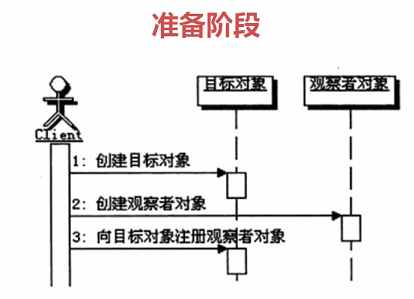 准备阶段
目标对象
观察者对象
Client
1: 创建目标对象
2: 创建观察者对象
3: 向目标对象注册观察者对象